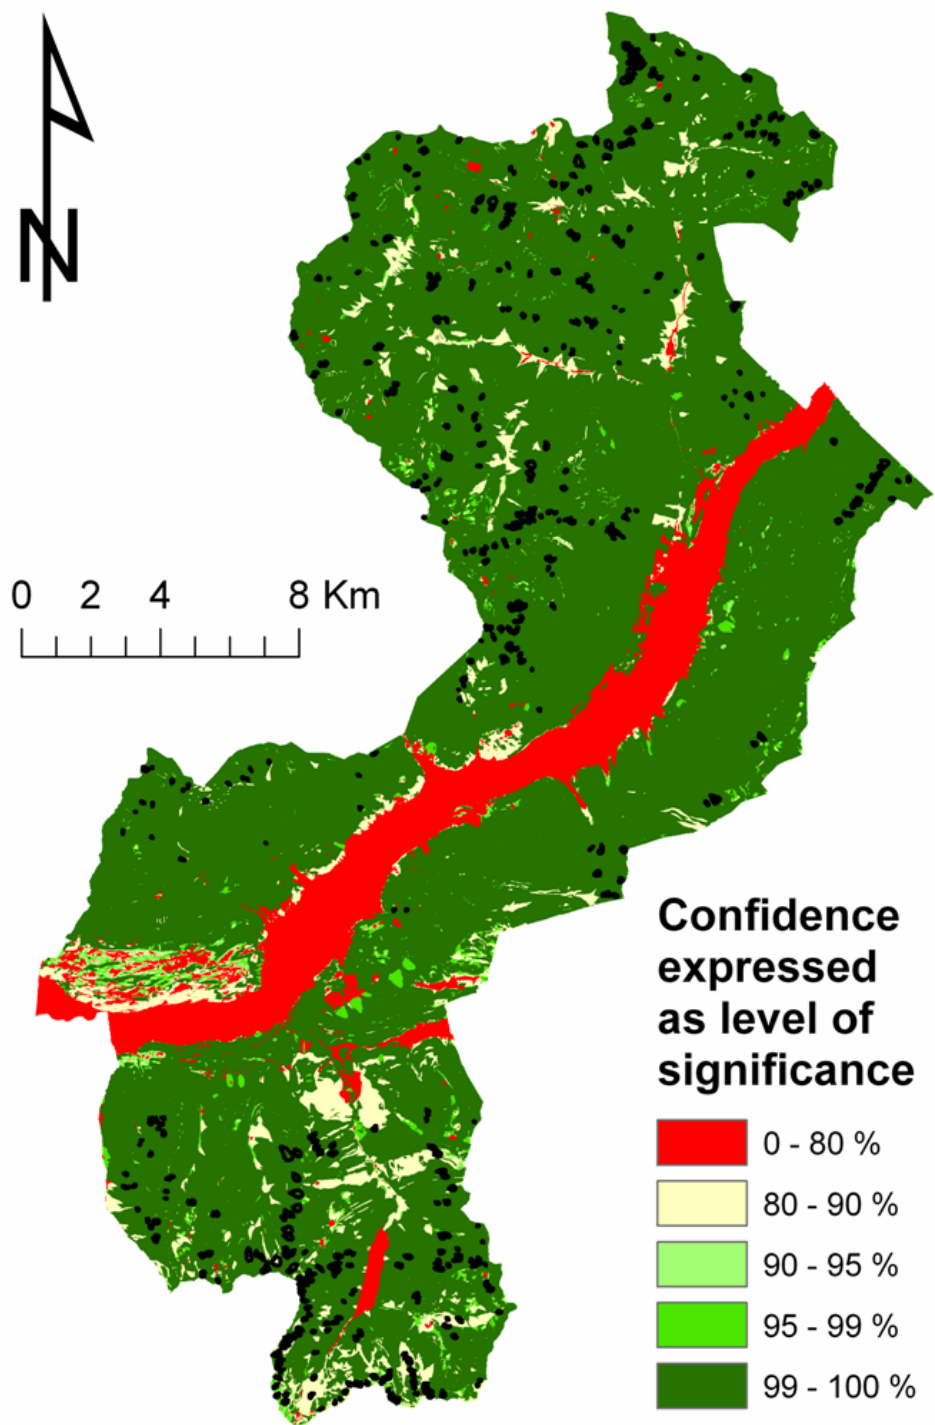 N
0 2 4 8 Km
Confidence
expressed
as level of
significance
0 - 80 %
80 - 90 %
90 - 95 %
95 - 99 %
99 - 100 %